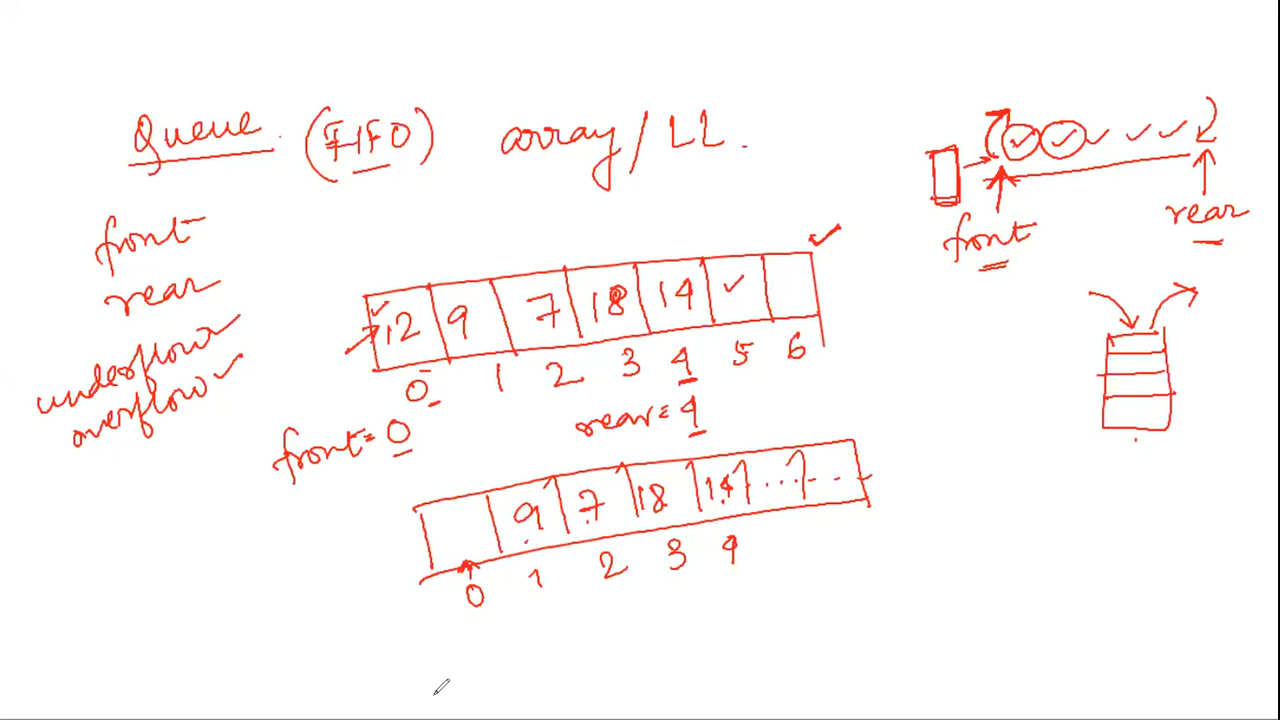 Queue. (FIFO) array / LL.
front
rear
underflow
overflow
front rear
12 9 7 18 14
0 1 2 3 4 5 6
front = 0 rear = 4
9 7 18 14 ... ...
0 1 2 3 4